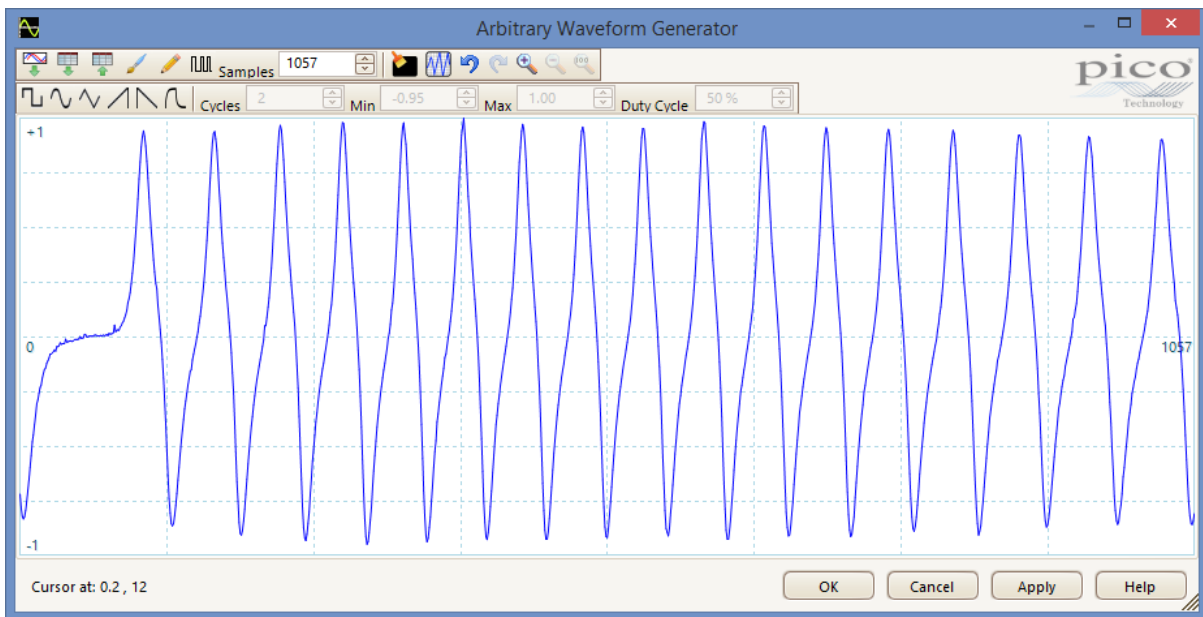 Arbitrary Waveform Generator
Samples 1057
pico
Technology
Cycles 2 Min -0.95 Max 1.00 Duty Cycle 50 %
+1
0
1057
-1
Cursor at: 0.2 , 12
OK Cancel Apply Help